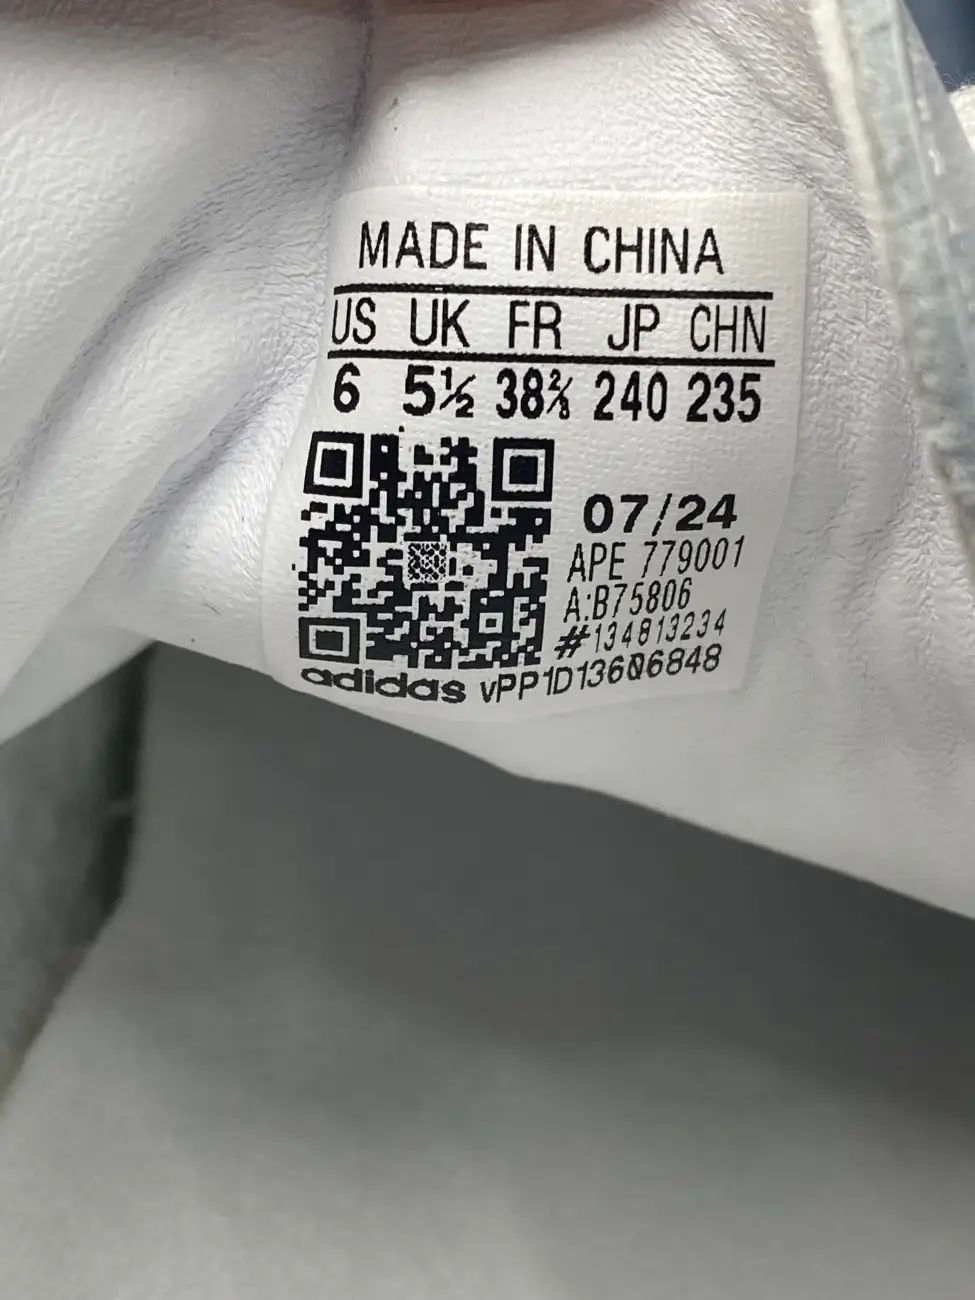 MADE IN CHINA
US UK FR JP CHN
6 5½ 38⅔ 240 235
07/24
APE 779001
A:B75806
#134813234
adidas vPP1D13606848